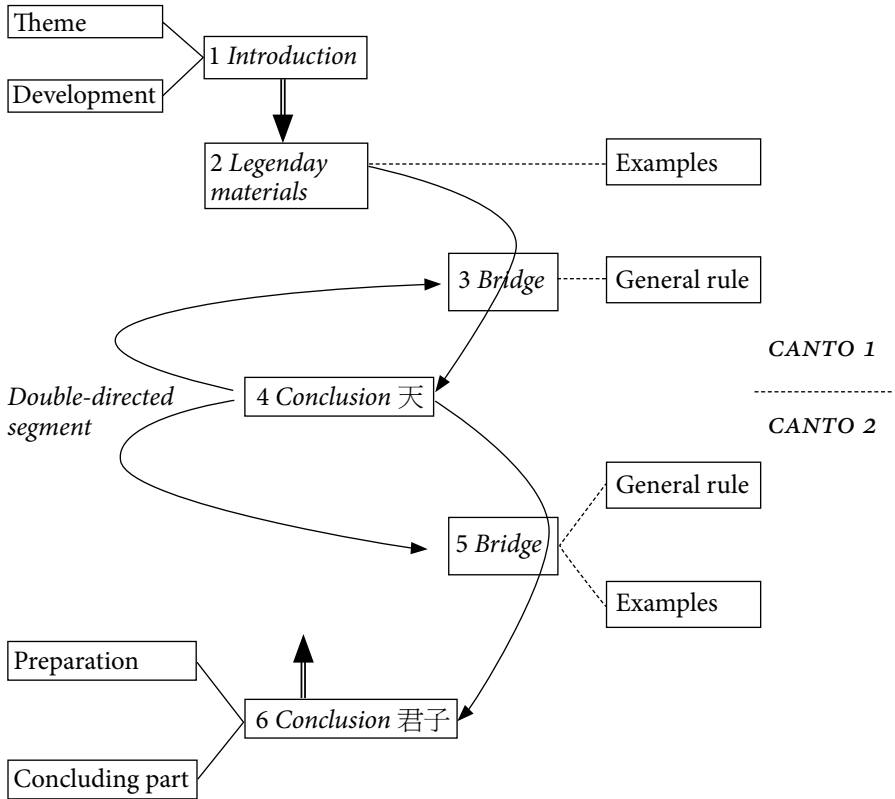 Theme
1 Introduction
Development
2 Legenday
materials
Examples
3 Bridge
General rule
CANTO 1
4 Conclusion 天
Double-directed
segment
CANTO 2
General rule
5 Bridge
Examples
Preparation
6 Conclusion 君子
Concluding part